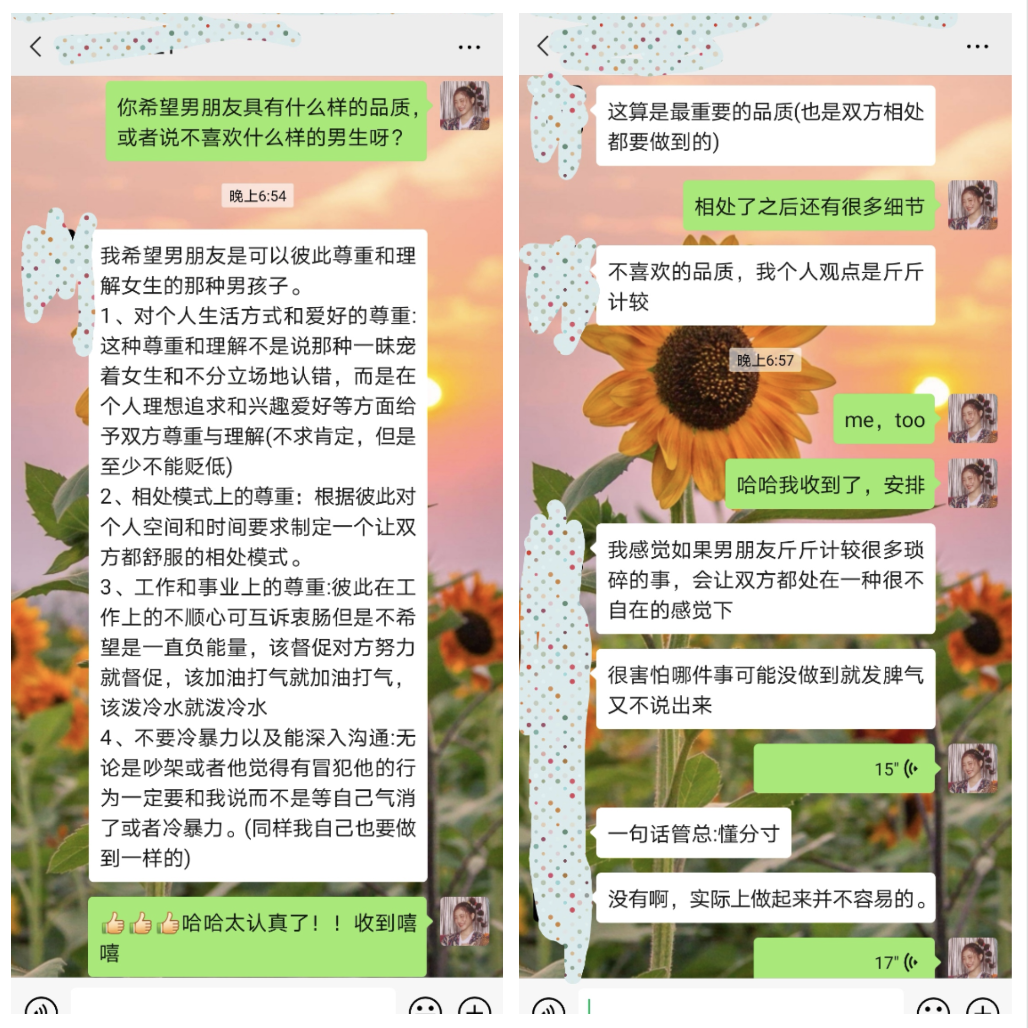 你希望男朋友具有什么样的品质，
或者说不喜欢什么样的男生呀？
晚上6:54
我希望男朋友是可以彼此尊重和理
解女生的那种男孩子。
1、对个人生活方式和爱好的尊重:
这种尊重和理解不是说那种一昧宠
着女生和不分立场地认错，而是在
个人理想追求和兴趣爱好等方面给
予双方尊重与理解(不求肯定，但是
至少不能贬低)
2、相处模式上的尊重：根据彼此对
个人空间和时间要求制定一个让双
方都舒服的相处模式。
3、工作和事业上的尊重:彼此在工
作上的不顺心可互诉衷肠但是不希
望是一直负能量，该督促对方努力
就督促，该加油打气就加油打气，
该泼冷水就泼冷水
4、不要冷暴力以及能深入沟通:无
论是吵架或者他觉得有冒犯他的行
为一定要和我说而不是等自己气消
了或者冷暴力。(同样我自己也要做
到一样的)
👍👍👍哈哈太认真了！！收到嘻
嘻
这算是最重要的品质(也是双方相处
都要做到的)
相处了之后还有很多细节
不喜欢的品质，我个人观点是斤斤
计较
晚上6:57
me，too
哈哈我收到了，安排
我感觉如果男朋友斤斤计较很多琐
碎的事，会让双方都处在一种很不
自在的感觉下
很害怕哪件事可能没做到就发脾气
又不说出来
15"
一句话管总:懂分寸
没有啊，实际上做起来并不容易的。
17"